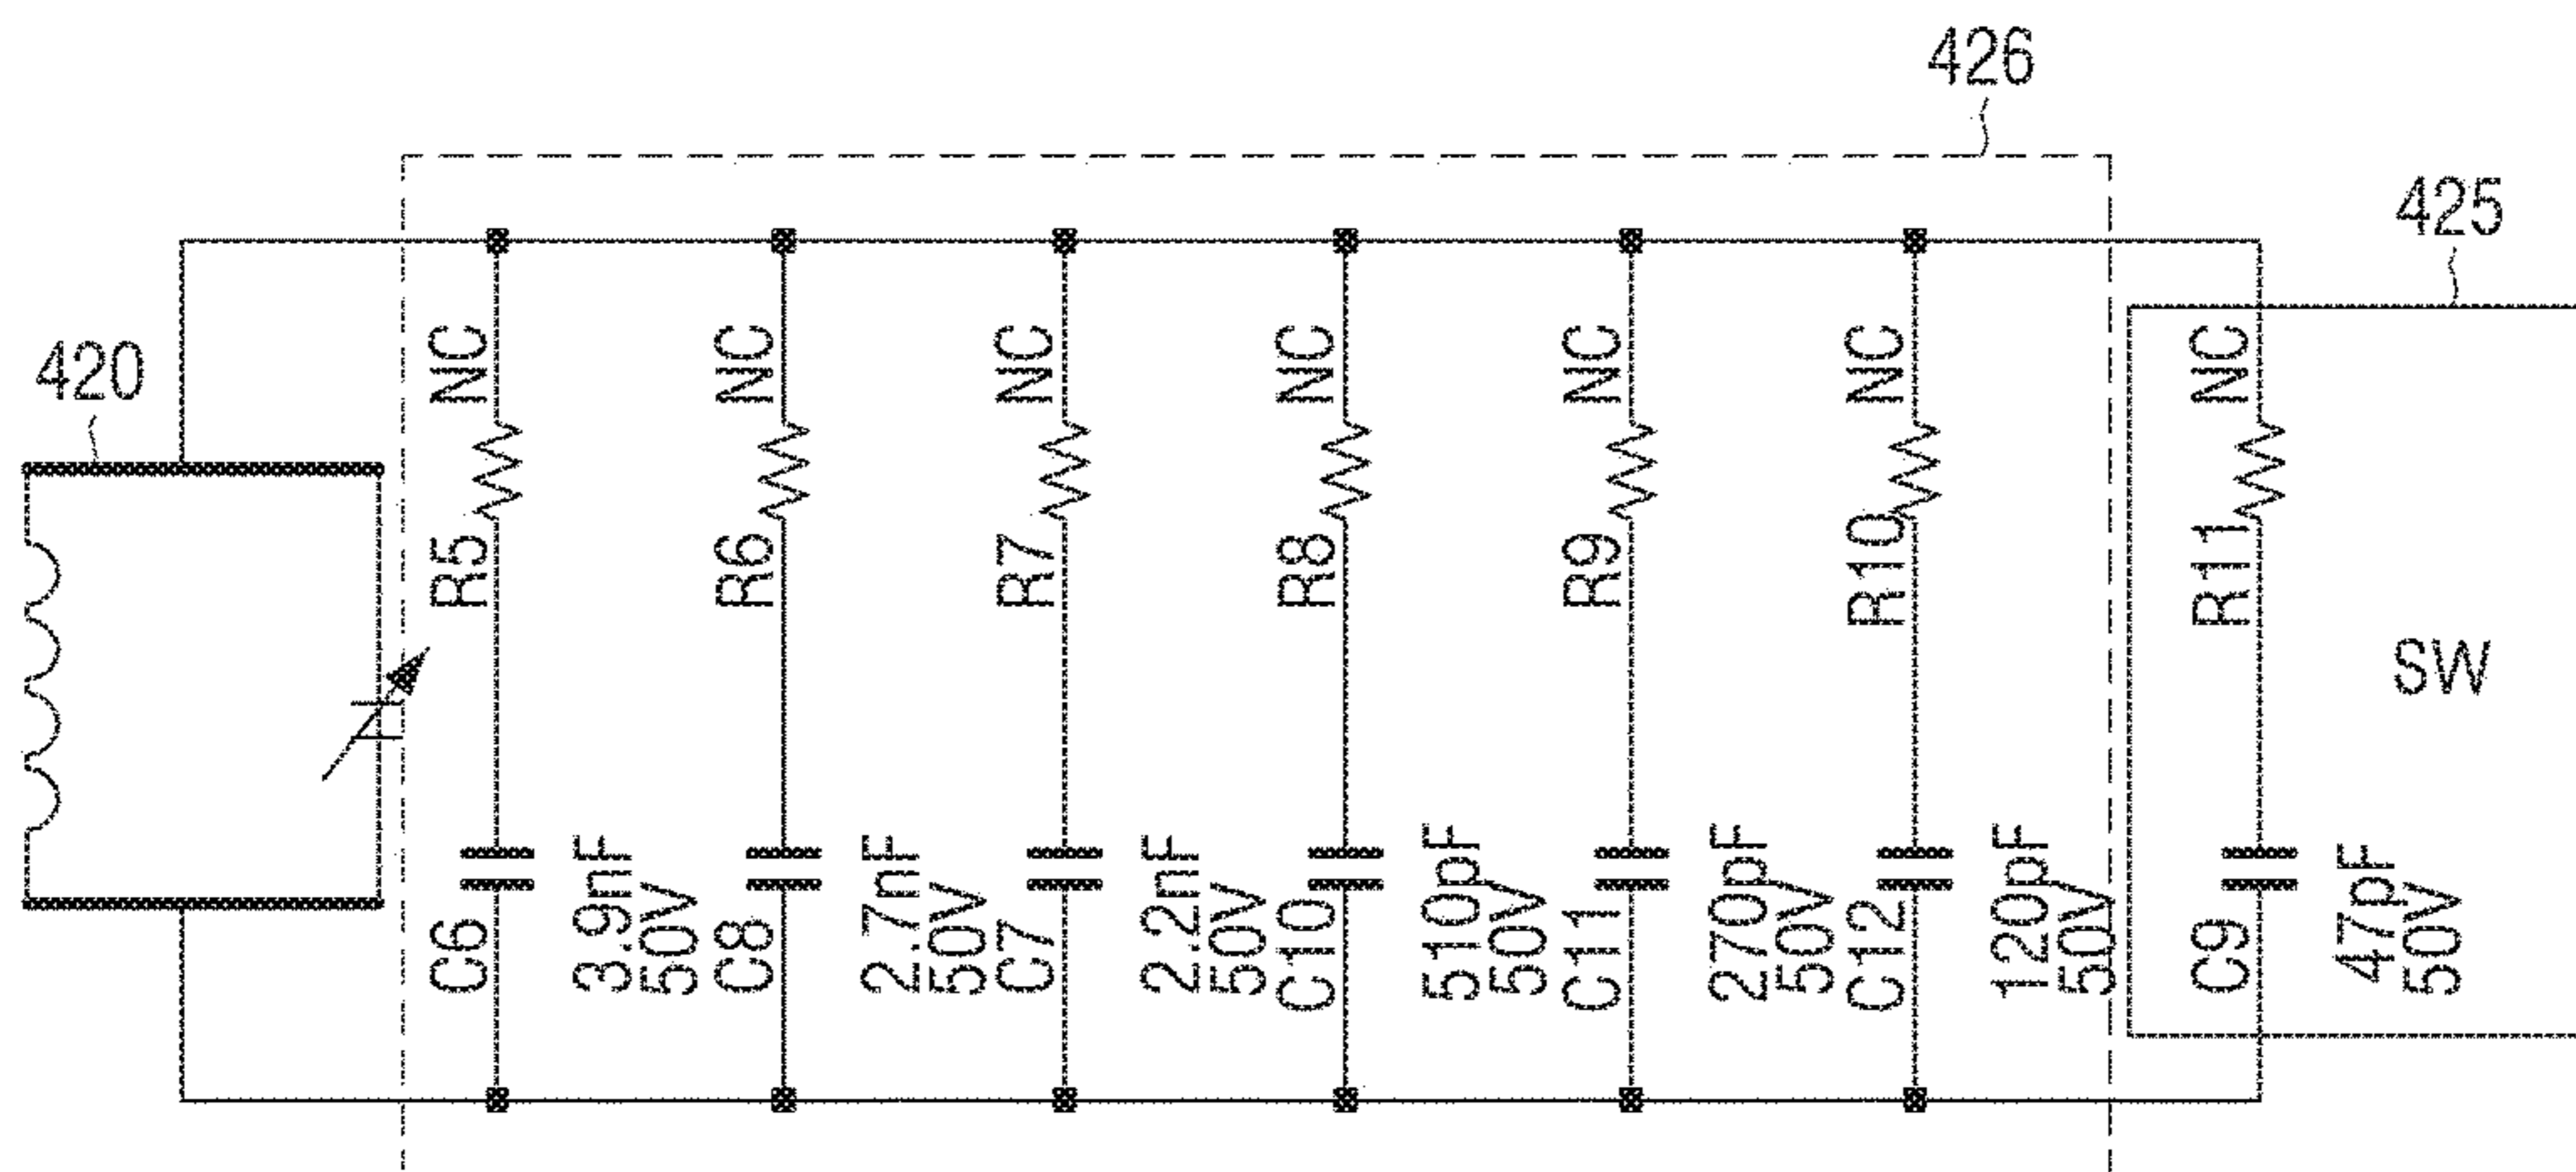 426
425
420
NC
NC
NC
NC
NC
NC
NC
R5
R6
R7
R8
R9
R10
R11
SW
C6
3.9nF
50V
C8
2.7nF
50V
C7
2.2nF
50V
C10
510pF
50V
C11
270pF
50V
C12
120pF
50V
C9
47pF
50V